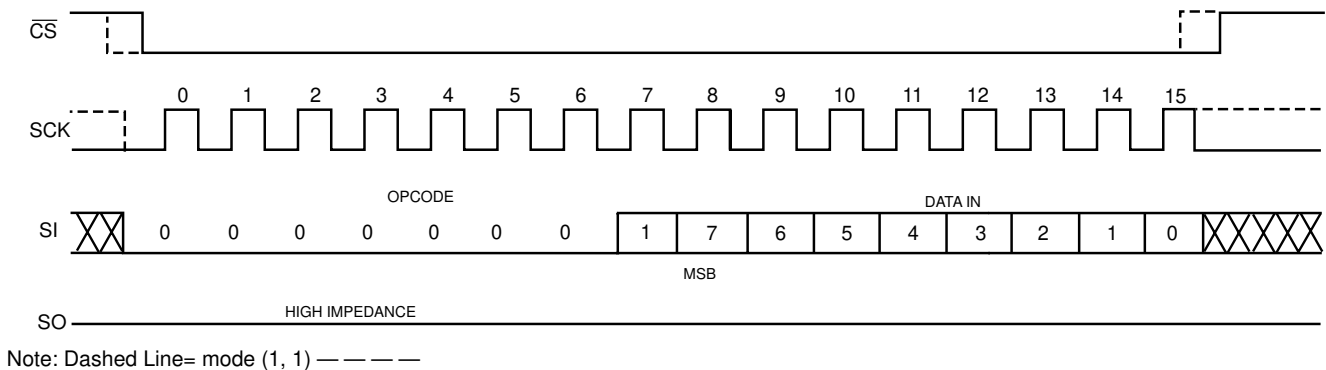 CS
0 1 2 3 4 5 6 7 8 9 10 11 12 13 14 15
SCK
OPCODE
DATA IN
SI 0 0 0 0 0 0 0 1 7 6 5 4 3 2 1 0
MSB
HIGH IMPEDANCE
SO
Note: Dashed Line= mode (1, 1) — — — —